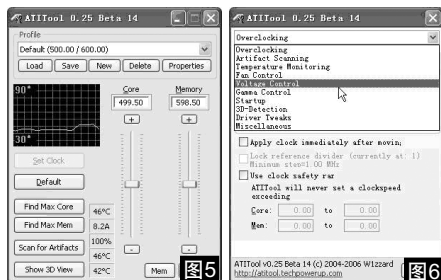 ATITool 0.25 Beta 14
Profile
Default (500.00 / 600.00)
Load Save New Delete Properties
90°
30°
Core Memory
499.50 598.50
Set Clock
Default
Find Max Core 46°C
Find Max Mem 8.2A
Scan for Artifacts 100%
46°C
Show 3D View 42°C Mem
图5
ATITool 0.25 Beta 14
Overclocking
Overclocking
Artifact Scanning
Temperature Monitoring
Fan Control
Voltage Control
Gamma Control
Startup
3D-Detection
Driver Tweaks
Miscellaneous
Apply clock immediately after movin;
Lock reference divider (currently at: 1)
Minimum step=1.00 MHz
Use clock safety rar
ATITool will never set a clockspeed
exceeding
Core: 0.00 to 0.00
Mem: 0.00 to 0.00
ATITool v0.25 Beta 14 (c) 2004-2006 W1zzard
http://atitool.techpowerup.com
图6